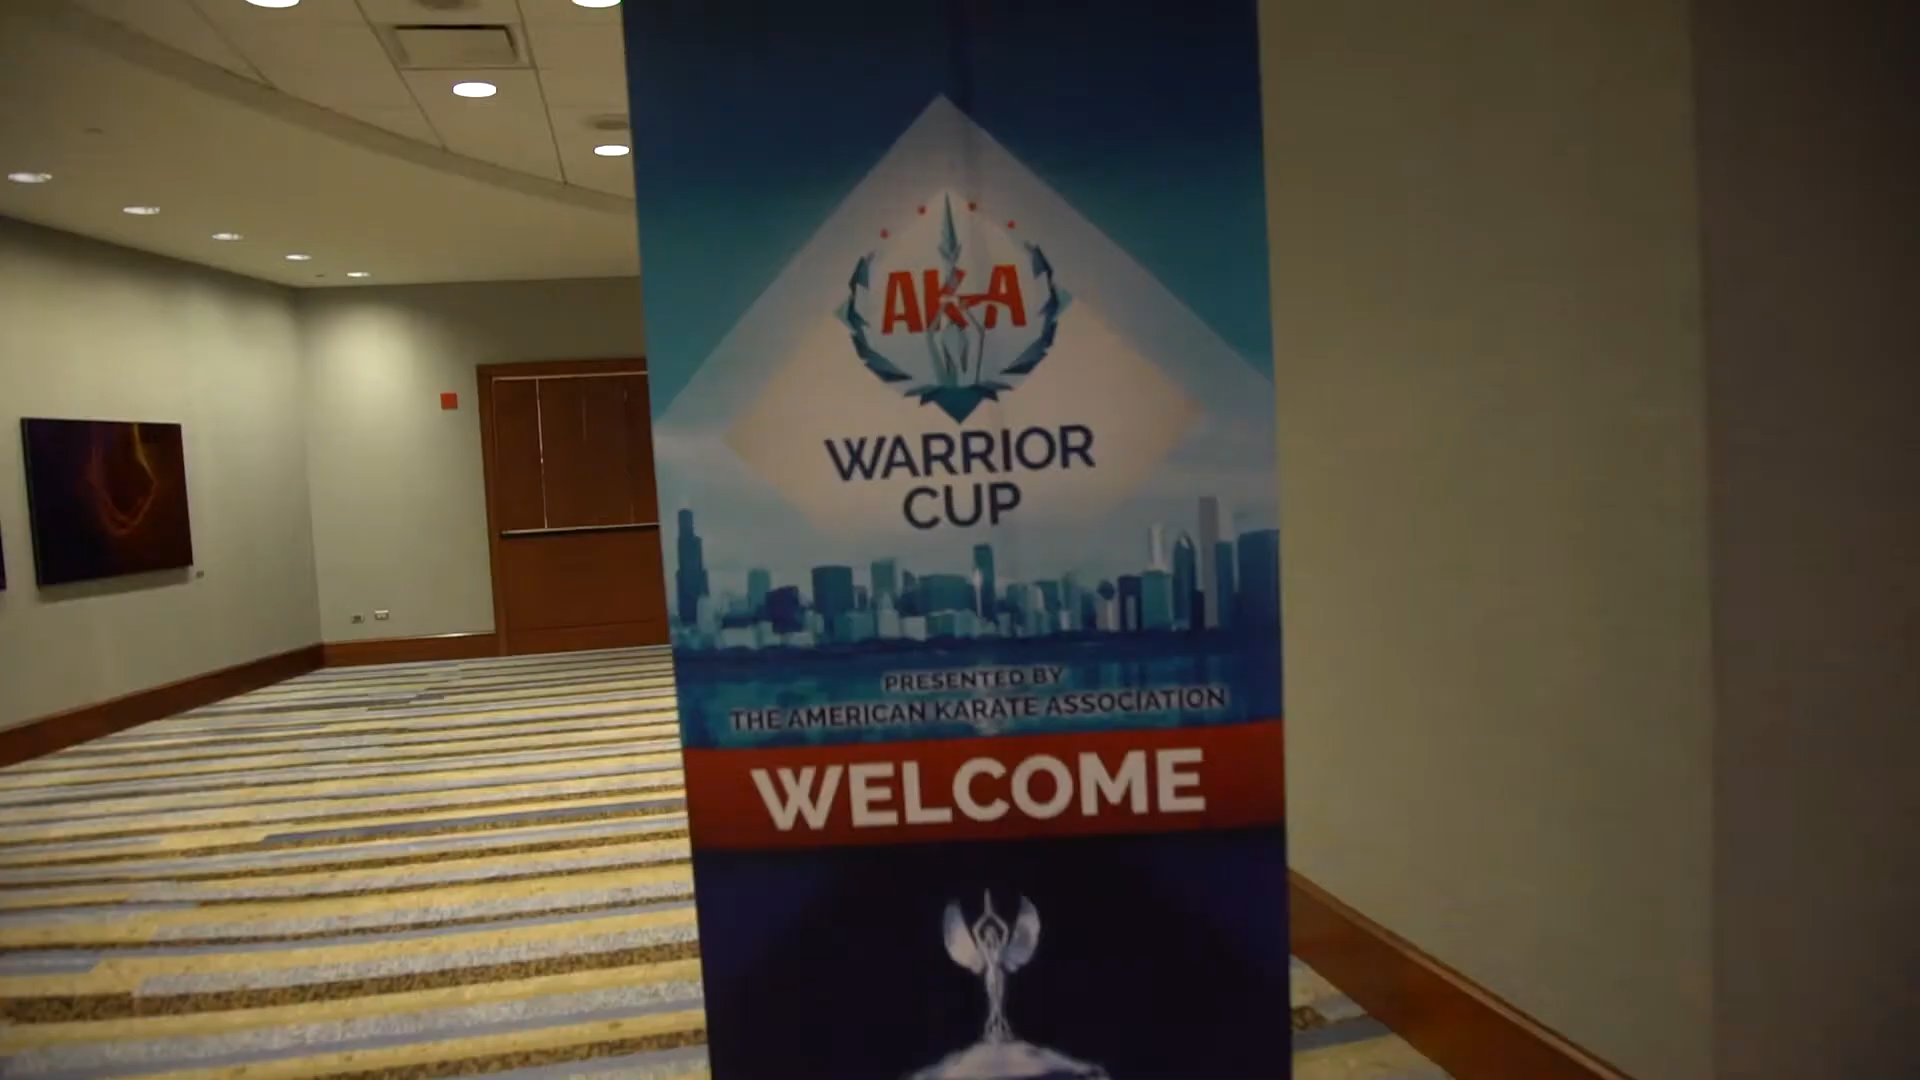 AKA
WARRIOR
CUP
PRESENTED BY
THE AMERICAN KARATE ASSOCIATION
WELCOME